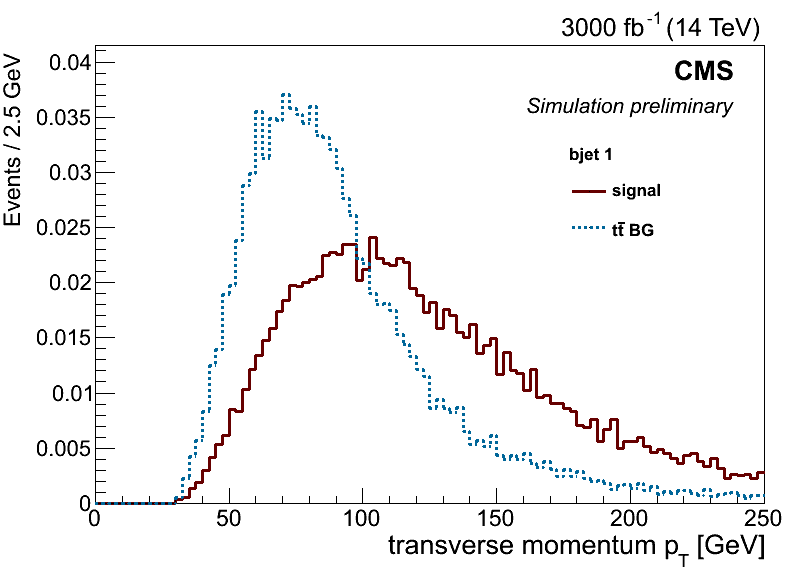 3000 fb⁻¹ (14 TeV)
CMS
Simulation preliminary
bjet 1
signal
tt̄ BG
Events / 2.5 GeV
0.04
0.035
0.03
0.025
0.02
0.015
0.01
0.005
0
0 50 100 150 200 250
transverse momentum p_T [GeV]